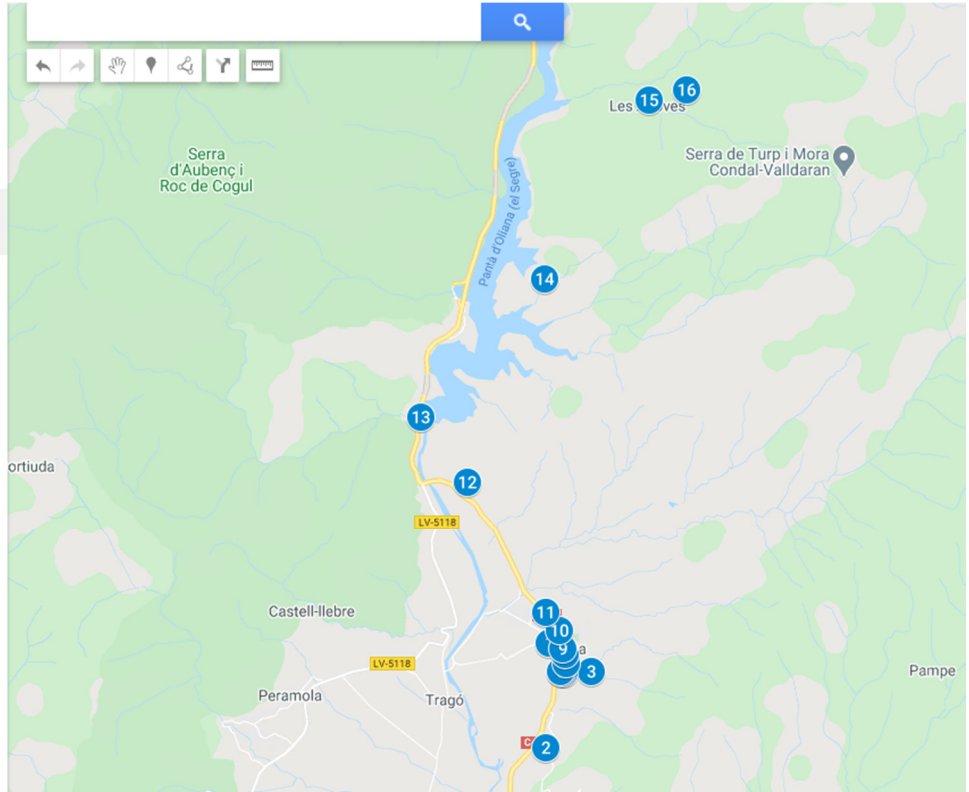 15
16
Les
ves
Serra de Turp i Mora
Condal-Valldaran
Serra
d'Aubenç i
Roc de Cogul
Pantà d'Oliana (el Segre)
14
13
ortiuda
12
LV-5118
Castell-llebre
11
10
9
a
3
LV-5118
Pampe
Peramola
Tragó
C
2